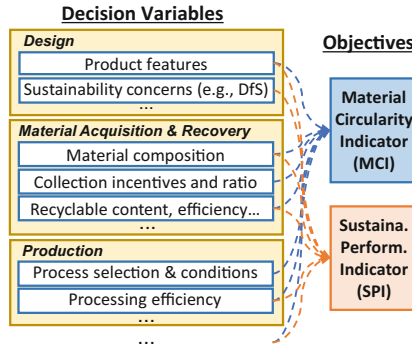 Decision Variables
Design
Product features
Sustainability concerns (e.g., DfS)
...
Material Acquisition & Recovery
Material composition
Collection incentives and ratio
Recyclable content, efficiency...
...
Production
Process selection & conditions
Processing efficiency
...
...
Objectives
Material
Circularity
Indicator
(MCI)
Sustaina.
Perform.
Indicator
(SPI)